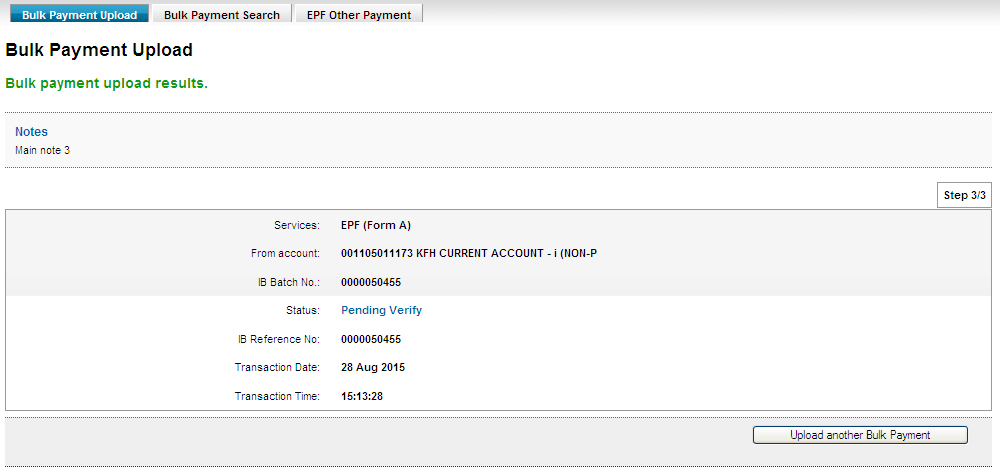 Bulk Payment Upload Bulk Payment Search EPF Other Payment
Bulk Payment Upload
Bulk payment upload results.
Notes
Main note 3
Step 3/3
Services: EPF (Form A)
From account: 001105011173 KFH CURRENT ACCOUNT - i (NON-P
IB Batch No.: 0000050455
Status: Pending Verify
IB Reference No: 0000050455
Transaction Date: 28 Aug 2015
Transaction Time: 15:13:28
Upload another Bulk Payment